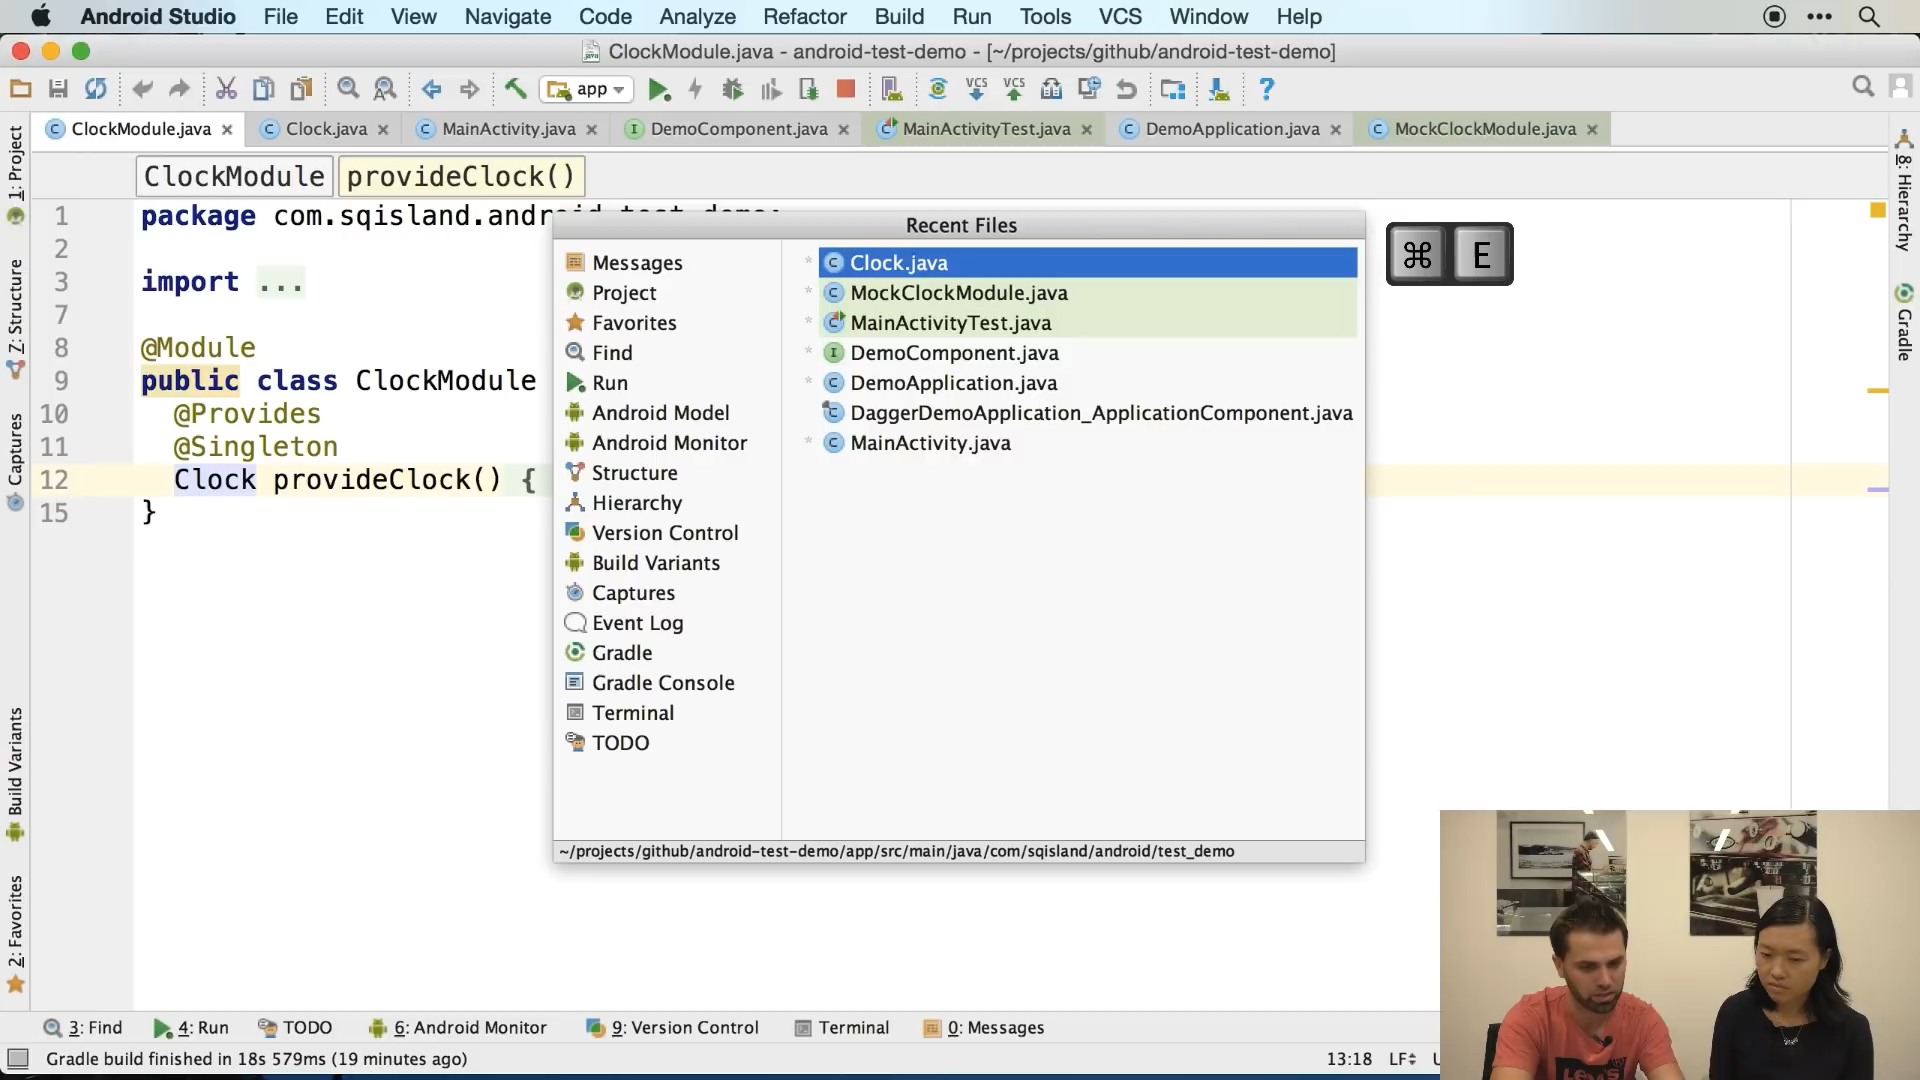 Android Studio File Edit View Navigate Code Analyze Refactor Build Run Tools VCS Window Help
ClockModule.java - android-test-demo - [~/projects/github/android-test-demo]
app
VCS VCS
ClockModule.java Clock.java MainActivity.java DemoComponent.java MainActivityTest.java DemoApplication.java MockClockModule.java
ClockModule provideClock()
1: Project
7: Structure
Captures
Build Variants
2: Favorites
8: Hierarchy
Gradle
1 package com.sqisland.android.test_demo;
2
3 import ...
7
8 @Module
9 public class ClockModule
10 @Provides
11 @Singleton
12 Clock provideClock() {
15 }
Recent Files
Messages
Project
Favorites
Find
Run
Android Model
Android Monitor
Structure
Hierarchy
Version Control
Build Variants
Captures
Event Log
Gradle
Gradle Console
Terminal
TODO
* Clock.java
* MockClockModule.java
* MainActivityTest.java
* DemoComponent.java
* DemoApplication.java
DaggerDemoApplication_ApplicationComponent.java
* MainActivity.java
~/projects/github/android-test-demo/app/src/main/java/com/sqisland/android/test_demo
⌘ E
3: Find 4: Run TODO 6: Android Monitor 9: Version Control Terminal 0: Messages
Gradle build finished in 18s 579ms (19 minutes ago) 13:18 LF